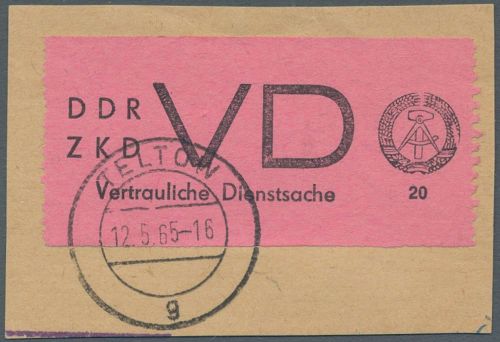 DDR
ZKD
VD
Vertrauliche Dienstsache
20
TELTOW
12.5.65-16
g